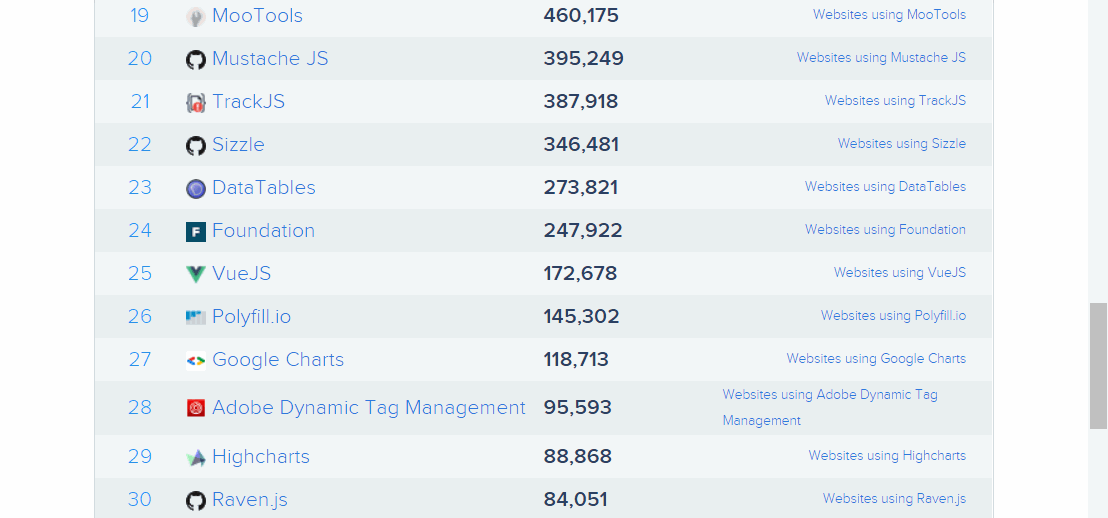 19 MooTools 460,175 Websites using MooTools
20 Mustache JS 395,249 Websites using Mustache JS
21 TrackJS 387,918 Websites using TrackJS
22 Sizzle 346,481 Websites using Sizzle
23 DataTables 273,821 Websites using DataTables
24 F Foundation 247,922 Websites using Foundation
25 VueJS 172,678 Websites using VueJS
26 Polyfill.io 145,302 Websites using Polyfill.io
27 Google Charts 118,713 Websites using Google Charts
28 Adobe Dynamic Tag Management 95,593 Websites using Adobe Dynamic Tag
Management
29 Highcharts 88,868 Websites using Highcharts
30 Raven.js 84,051 Websites using Raven.js